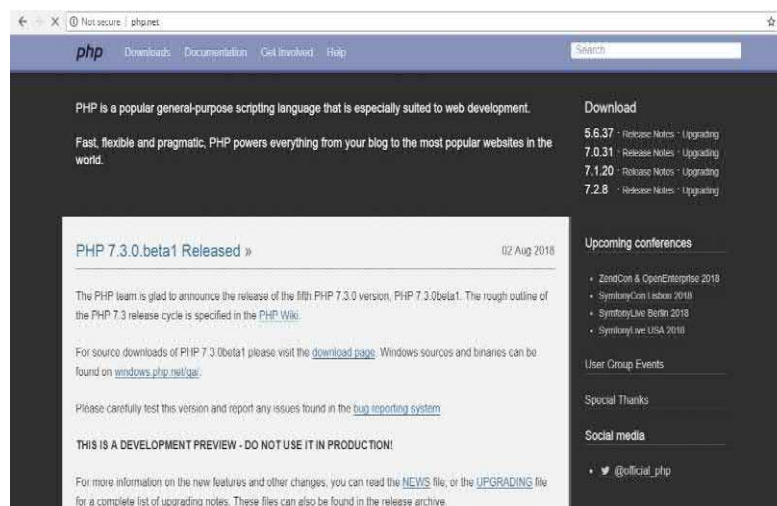 Not secure | php.net
php Downloads Documentation Get Involved Help Search
PHP is a popular general-purpose scripting language that is especially suited to web development.
Fast, flexible and pragmatic, PHP powers everything from your blog to the most popular websites in the
world.
Download
5.6.37 · Release Notes · Upgrading
7.0.31 · Release Notes · Upgrading
7.1.20 · Release Notes · Upgrading
7.2.8 · Release Notes · Upgrading
PHP 7.3.0.beta1 Released »
02 Aug 2018
The PHP team is glad to announce the release of the fifth PHP 7.3.0 version, PHP 7.3.0beta1. The rough outline of
the PHP 7.3 release cycle is specified in the PHP Wiki.
For source downloads of PHP 7.3.0beta1 please visit the download page. Windows sources and binaries can be
found on windows.php.net/qa/.
Please carefully test this version and report any issues found in the bug reporting system.
THIS IS A DEVELOPMENT PREVIEW - DO NOT USE IT IN PRODUCTION!
For more information on the new features and other changes, you can read the NEWS file, or the UPGRADING file
for a complete list of upgrading notes. These files can also be found in the release archive.
Upcoming conferences
• ZendCon & OpenEnterprise 2018
• SymfonyCon Lisbon 2018
• SymfonyLive Berlin 2018
• SymfonyLive USA 2018
User Group Events
Special Thanks
Social media
• @official_php